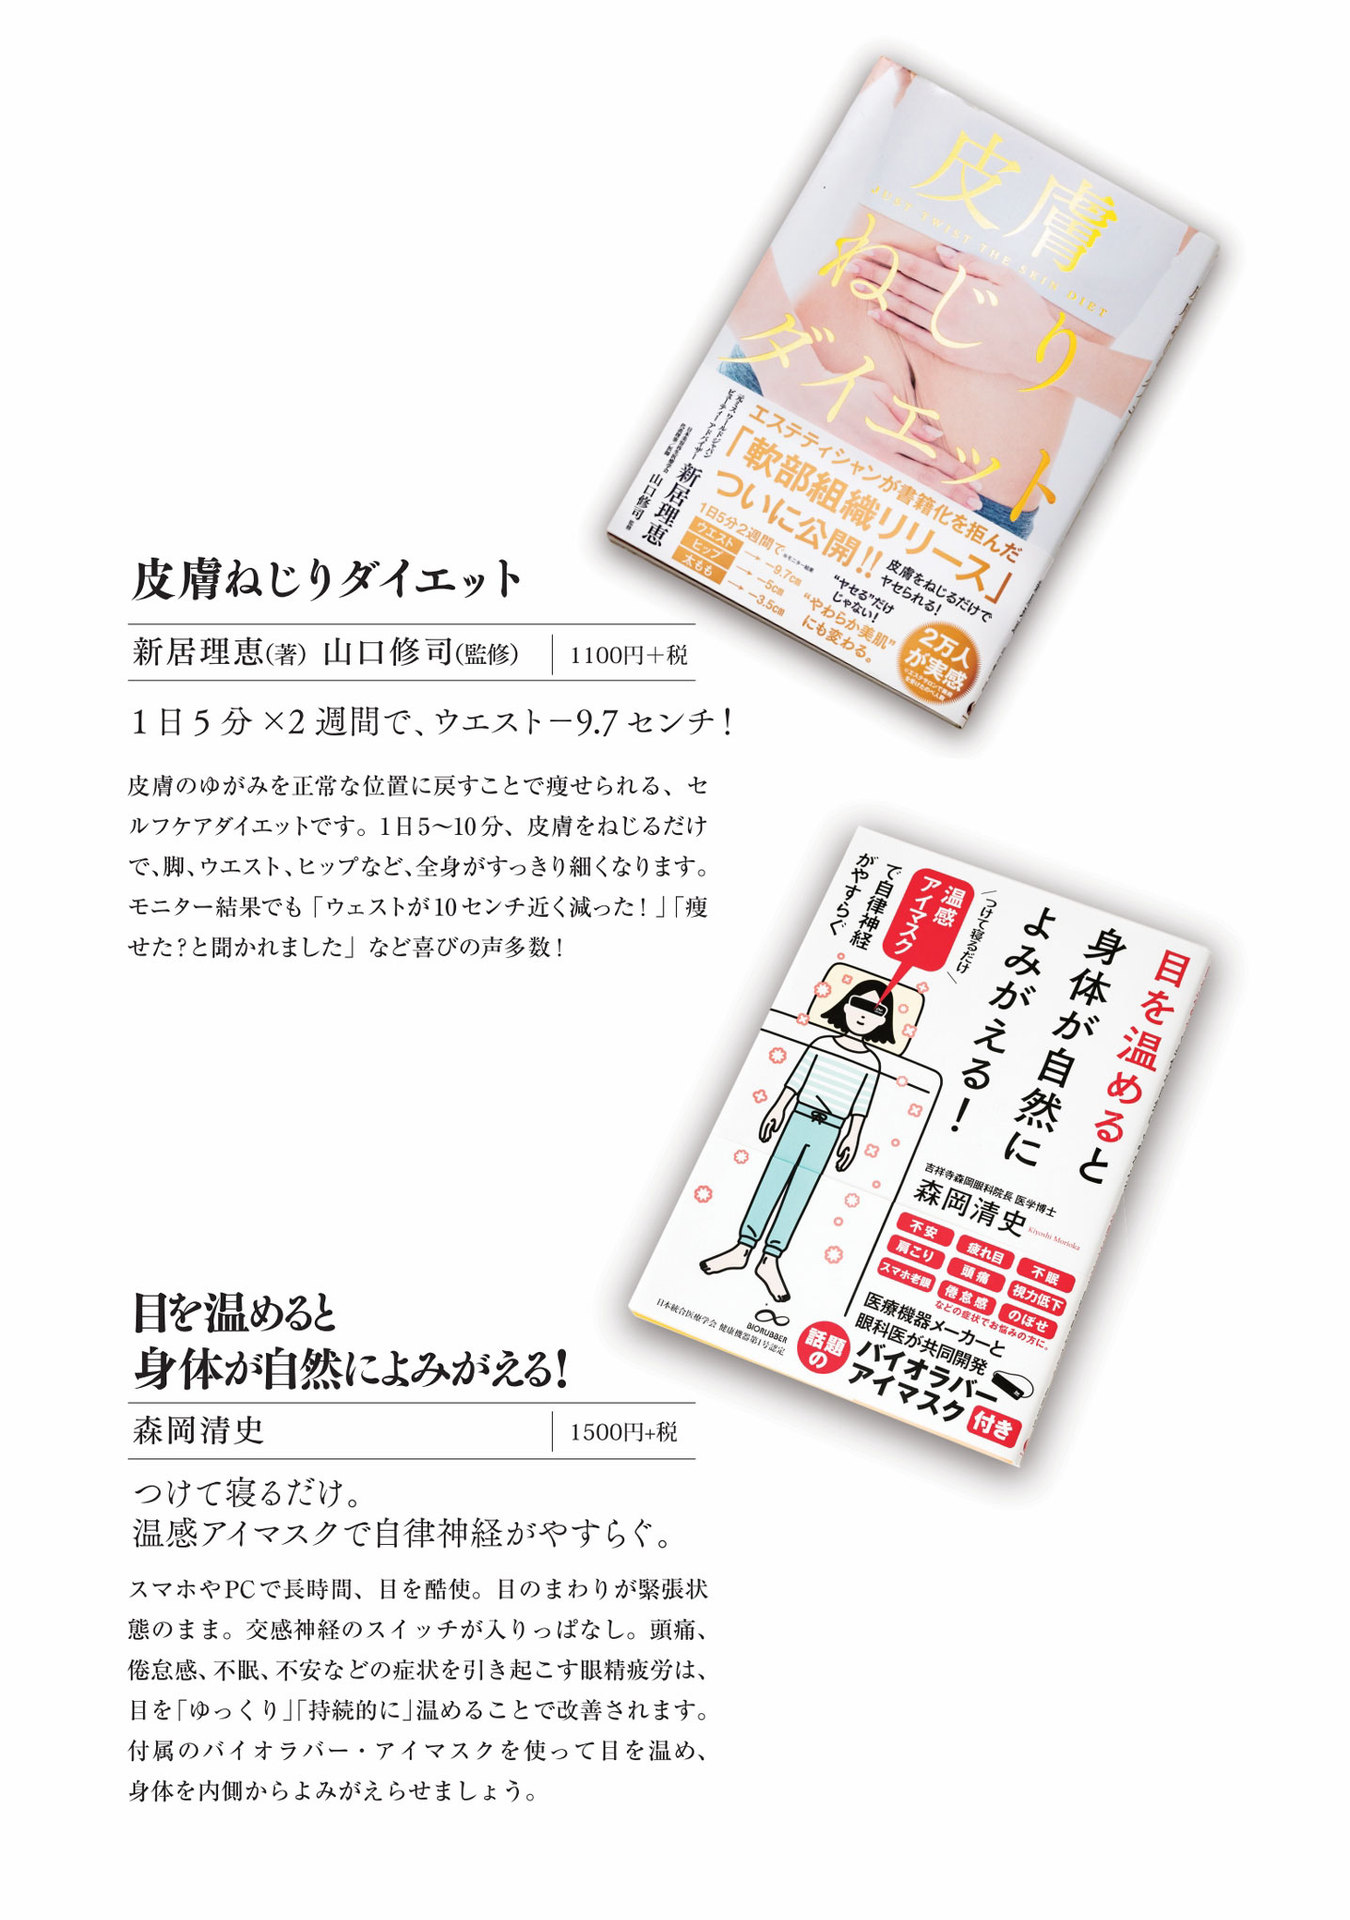 皮膚
ねじり
ダイエット
JUST TWIST THE SKIN DIET
エステティシャンが書籍化を拒んだ
「軟部組織リリース」
ついに公開!!
元ミス・ワールドジャパン
ビューティーアドバイザー
新居理恵
山口修司 監修
1日5分2週間で
ウエスト → −9.7cm
ヒップ → −5cm
太もも → −3.5cm
皮膚をねじるだけで
ヤセられる!
“ヤセる”だけ
じゃない!
“やわらか美肌”
にも変わる。
2万人
が実感
皮膚ねじりダイエット
新居理恵(著) 山口修司(監修) 1100円+税
1日5分×2週間で、ウエスト−9.7センチ!
皮膚のゆがみを正常な位置に戻すことで痩せられる、セ
ルフケアダイエットです。1日5〜10分、皮膚をねじるだけ
で、脚、ウエスト、ヒップなど、全身がすっきり細くなります。
モニター結果でも「ウェストが10センチ近く減った!」「痩
せた?と聞かれました」など喜びの声多数!
目を温めると
身体が自然に
よみがえる!
つけて寝るだけ
温感
アイマスク
で自律神経
がやすらぐ
吉祥寺森岡眼科院長 医学博士
森岡清史
Kiyoshi Morioka
不安 疲れ目 不眠
肩こり 頭痛 視力低下
スマホ老眼 倦怠感 のぼせ
などの症状でお悩みの方に。
医療機器メーカーと
眼科医が共同開発
話題の
バイオラバー
アイマスク 付き
BIORUBBER
日本統合医療学会 健康機器第1号認定
目を温めると
身体が自然によみがえる!
森岡清史 1500円+税
つけて寝るだけ。
温感アイマスクで自律神経がやすらぐ。
スマホやPCで長時間、目を酷使。目のまわりが緊張状
態のまま。交感神経のスイッチが入りっぱなし。頭痛、
倦怠感、不眠、不安などの症状を引き起こす眼精疲労は、
目を「ゆっくり」「持続的に」温めることで改善されます。
付属のバイオラバー・アイマスクを使って目を温め、
身体を内側からよみがえらせましょう。